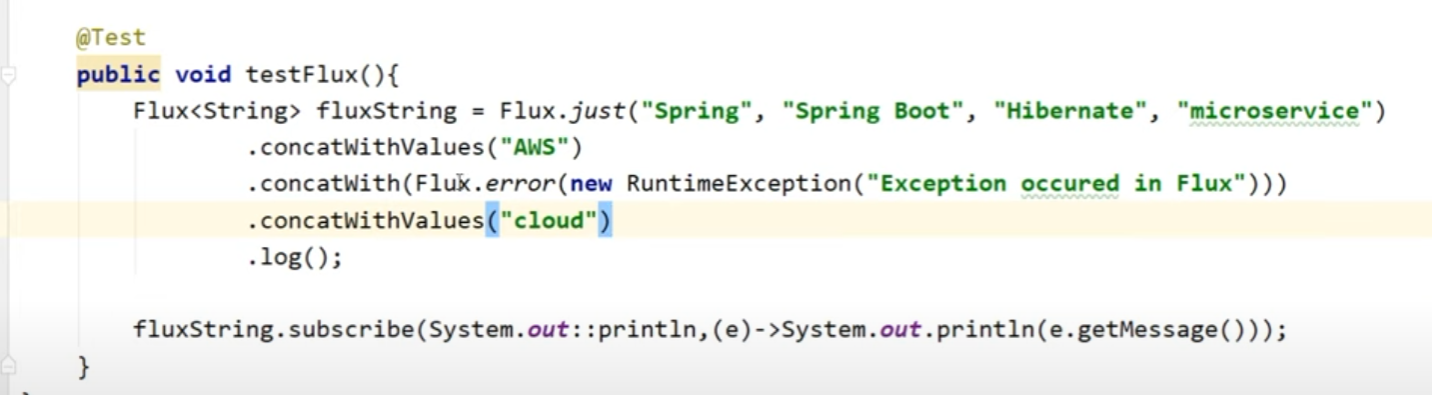 @Test
public void testFlux(){
Flux<String> fluxString = Flux.just("Spring", "Spring Boot", "Hibernate", "microservice")
.concatWithValues("AWS")
.concatWith(Flux.error(new RuntimeException("Exception occured in Flux")))
.concatWithValues("cloud")
.log();
fluxString.subscribe(System.out::println,(e)->System.out.println(e.getMessage()));
}